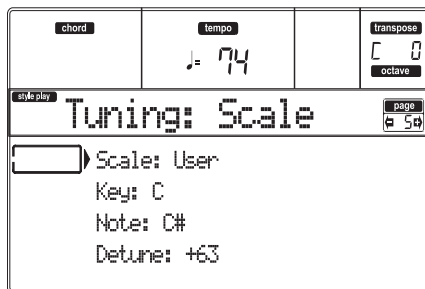 chord
tempo
transpose
♩= 74
C 0
octave
style play
Tuning: Scale
page
5
Scale: User
Key: C
Note: C#
Detune: +63